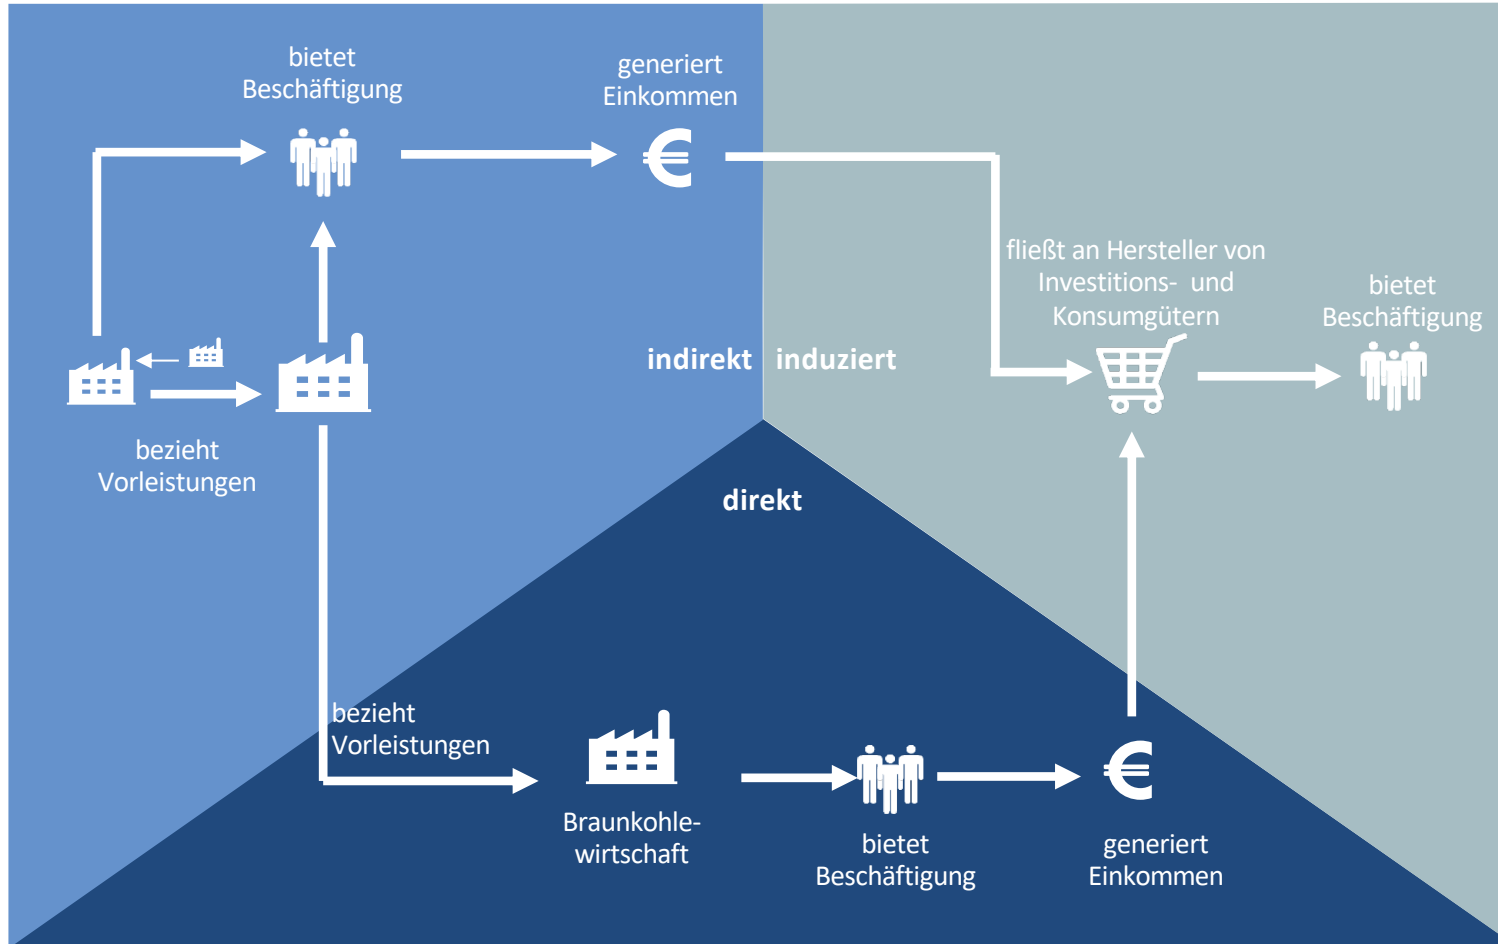 bietet
Beschäftigung
generiert
Einkommen
fließt an Hersteller von
Investitions- und
Konsumgütern
bietet
Beschäftigung
indirekt
induziert
bezieht
Vorleistungen
direkt
bezieht
Vorleistungen
Braunkohle-
wirtschaft
bietet
Beschäftigung
generiert
Einkommen